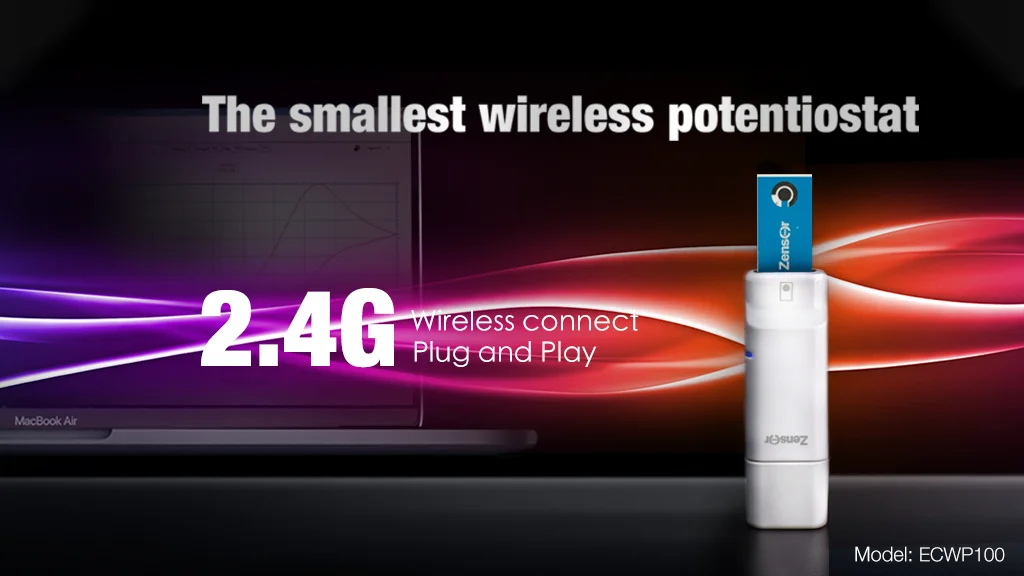 The smallest wireless potentiostat
Zensor
2.4G
Wireless connect
Plug and Play
MacBook Air
Zensor
Model: ECWP100